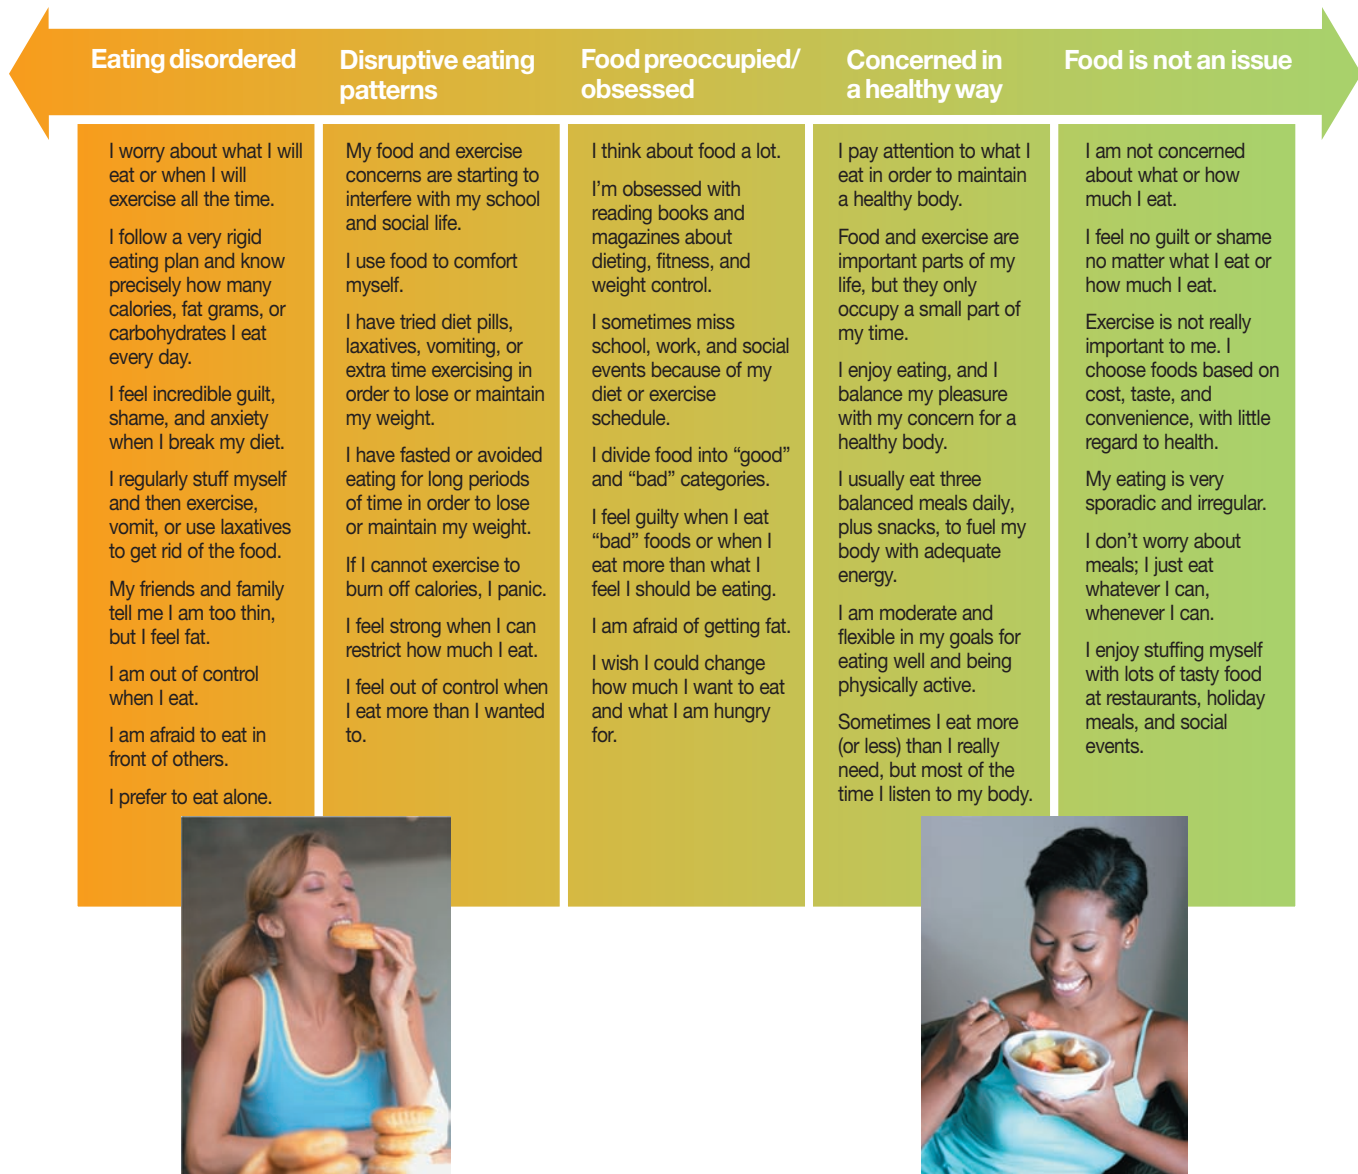 Eating disordered
Disruptive eating
patterns
Food preoccupied/
obsessed
Concerned in
a healthy way
Food is not an issue
I worry about what I will
eat or when I will
exercise all the time.
I follow a very rigid
eating plan and know
precisely how many
calories, fat grams, or
carbohydrates I eat
every day.
I feel incredible guilt,
shame, and anxiety
when I break my diet.
I regularly stuff myself
and then exercise,
vomit, or use laxatives
to get rid of the food.
My friends and family
tell me I am too thin,
but I feel fat.
I am out of control
when I eat.
I am afraid to eat in
front of others.
I prefer to eat alone.
My food and exercise
concerns are starting to
interfere with my school
and social life.
I use food to comfort
myself.
I have tried diet pills,
laxatives, vomiting, or
extra time exercising in
order to lose or maintain
my weight.
I have fasted or avoided
eating for long periods
of time in order to lose
or maintain my weight.
If I cannot exercise to
burn off calories, I panic.
I feel strong when I can
restrict how much I eat.
I feel out of control when
I eat more than I wanted
to.
I think about food a lot.
I'm obsessed with
reading books and
magazines about
dieting, fitness, and
weight control.
I sometimes miss
school, work, and social
events because of my
diet or exercise
schedule.
I divide food into “good”
and “bad” categories.
I feel guilty when I eat
“bad” foods or when I
eat more than what I
feel I should be eating.
I am afraid of getting fat.
I wish I could change
how much I want to eat
and what I am hungry
for.
I pay attention to what I
eat in order to maintain
a healthy body.
Food and exercise are
important parts of my
life, but they only
occupy a small part of
my time.
I enjoy eating, and I
balance my pleasure
with my concern for a
healthy body.
I usually eat three
balanced meals daily,
plus snacks, to fuel my
body with adequate
energy.
I am moderate and
flexible in my goals for
eating well and being
physically active.
Sometimes I eat more
(or less) than I really
need, but most of the
time I listen to my body.
I am not concerned
about what or how
much I eat.
I feel no guilt or shame
no matter what I eat or
how much I eat.
Exercise is not really
important to me. I
choose foods based on
cost, taste, and
convenience, with little
regard to health.
My eating is very
sporadic and irregular.
I don't worry about
meals; I just eat
whatever I can,
whenever I can.
I enjoy stuffing myself
with lots of tasty food
at restaurants, holiday
meals, and social
events.